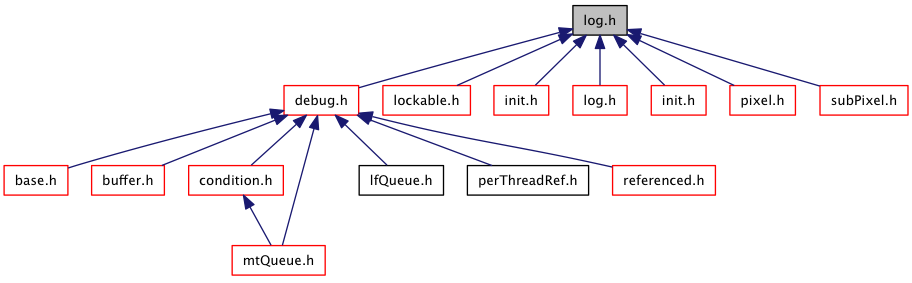 log.h
debug.h
lockable.h
init.h
log.h
init.h
pixel.h
subPixel.h
base.h
buffer.h
condition.h
lfQueue.h
perThreadRef.h
referenced.h
mtQueue.h